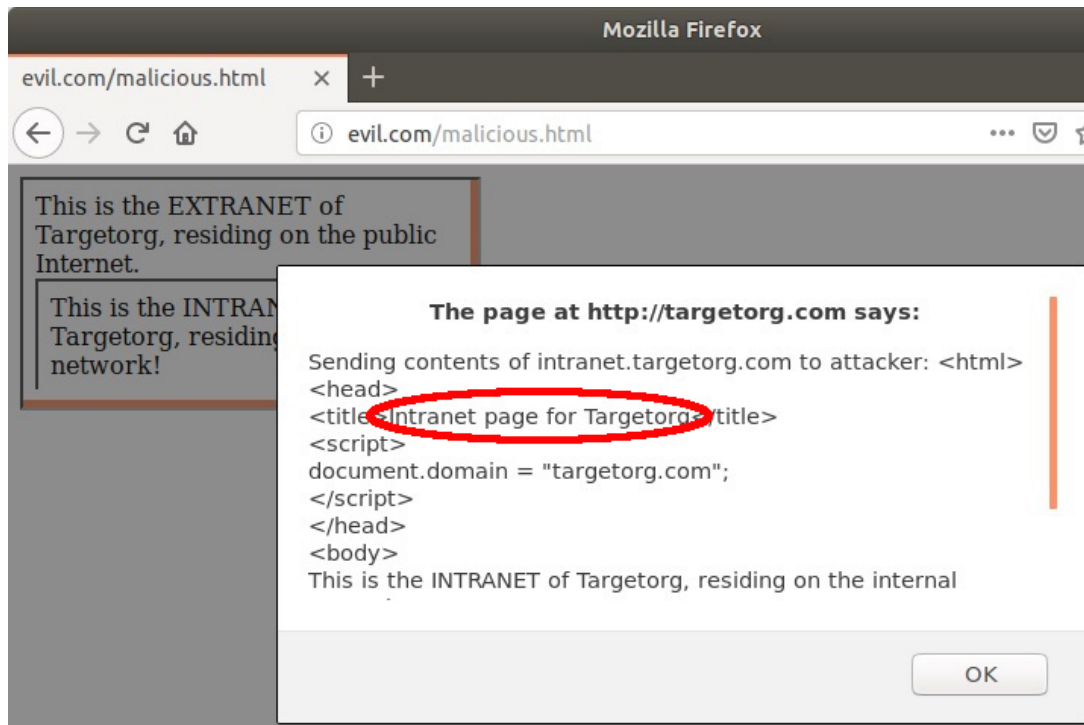 Mozilla Firefox
evil.com/malicious.html
evil.com/malicious.html
This is the EXTRANET of
Targetorg, residing on the public
Internet.
This is the INTRAN
Targetorg, residing
network!
The page at http://targetorg.com says:
Sending contents of intranet.targetorg.com to attacker: <html>
<head>
<title>Intranet page for Targetorg</title>
<script>
document.domain = "targetorg.com";
</script>
</head>
<body>
This is the INTRANET of Targetorg, residing on the internal
OK